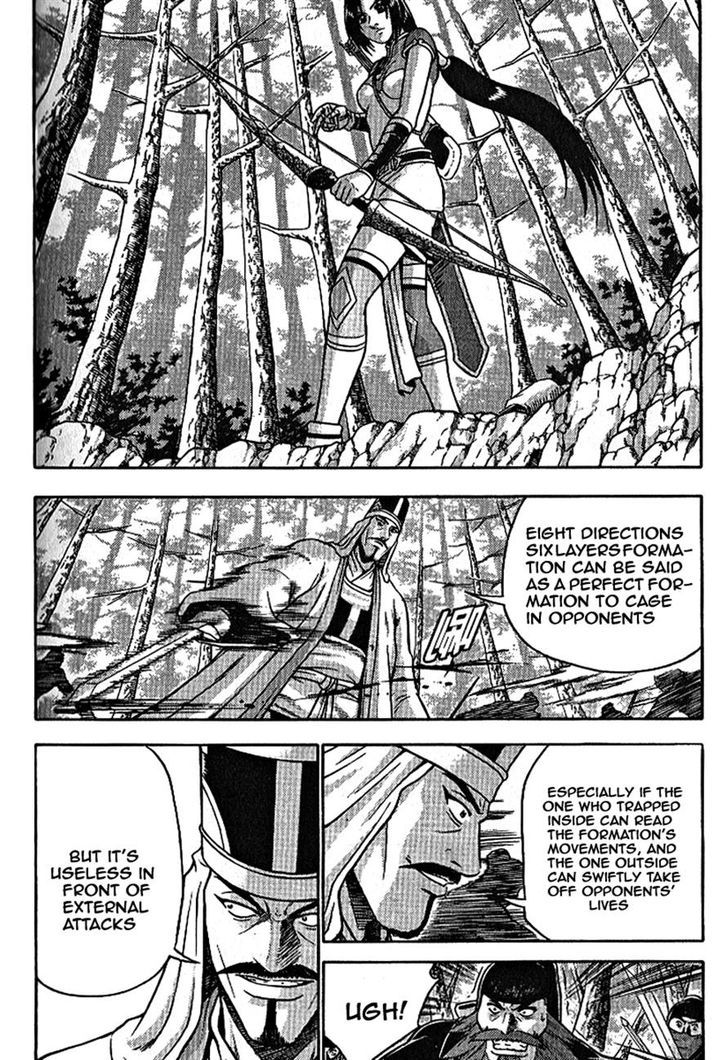 EIGHT DIRECTIONS
SIX LAYERS FORMA-
TION CAN BE SAID
AS A PERFECT FOR-
MATION TO CAGE
IN OPPONENTS
ESPECIALLY IF THE
ONE WHO TRAPPED
INSIDE CAN READ
THE FORMATION'S
MOVEMENTS, AND
THE ONE OUTSIDE
CAN SWIFTLY TAKE
OFF OPPONENTS'
LIVES
BUT IT'S
USELESS IN
FRONT OF
EXTERNAL
ATTACKS
UGH!